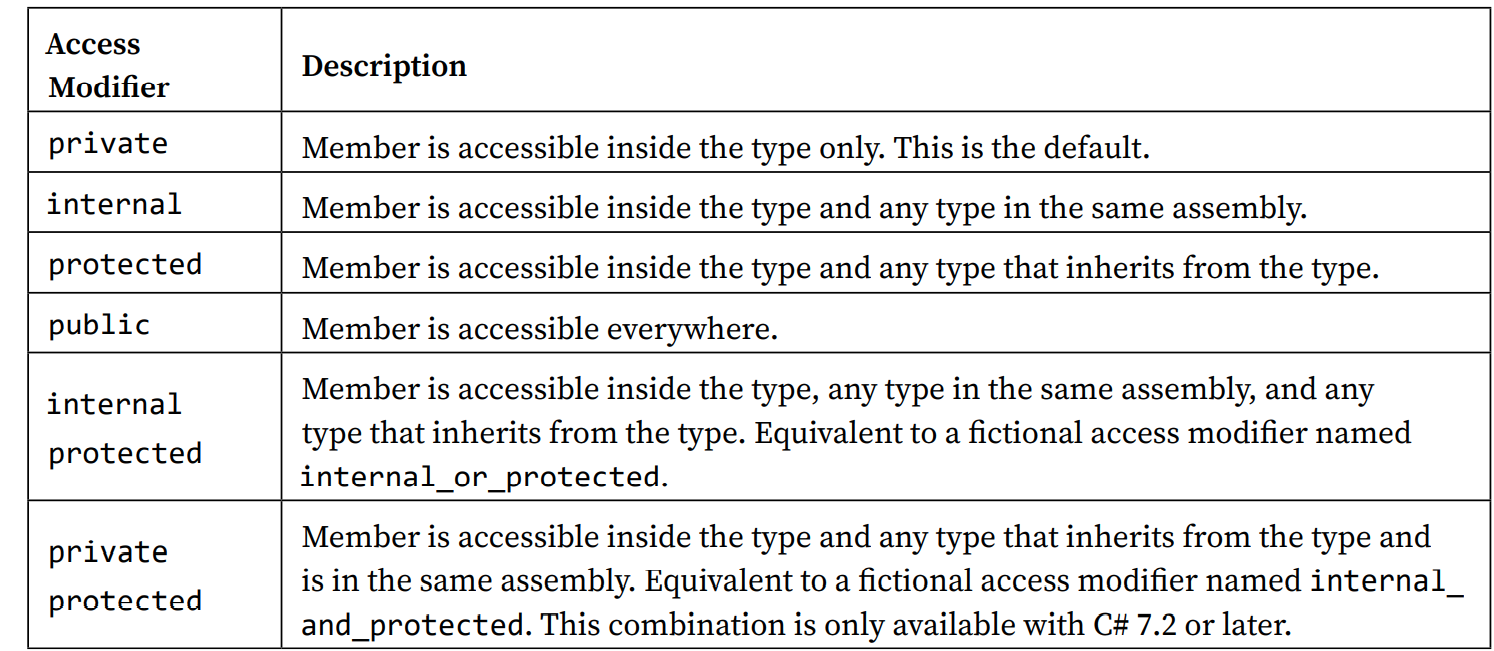 Access
Modifier
Description
private
Member is accessible inside the type only. This is the default.
internal
Member is accessible inside the type and any type in the same assembly.
protected
Member is accessible inside the type and any type that inherits from the type.
public
Member is accessible everywhere.
internal
protected
Member is accessible inside the type, any type in the same assembly, and any
type that inherits from the type. Equivalent to a fictional access modifier named
internal_or_protected.
private
protected
Member is accessible inside the type and any type that inherits from the type and
is in the same assembly. Equivalent to a fictional access modifier named internal_
and_protected. This combination is only available with C# 7.2 or later.